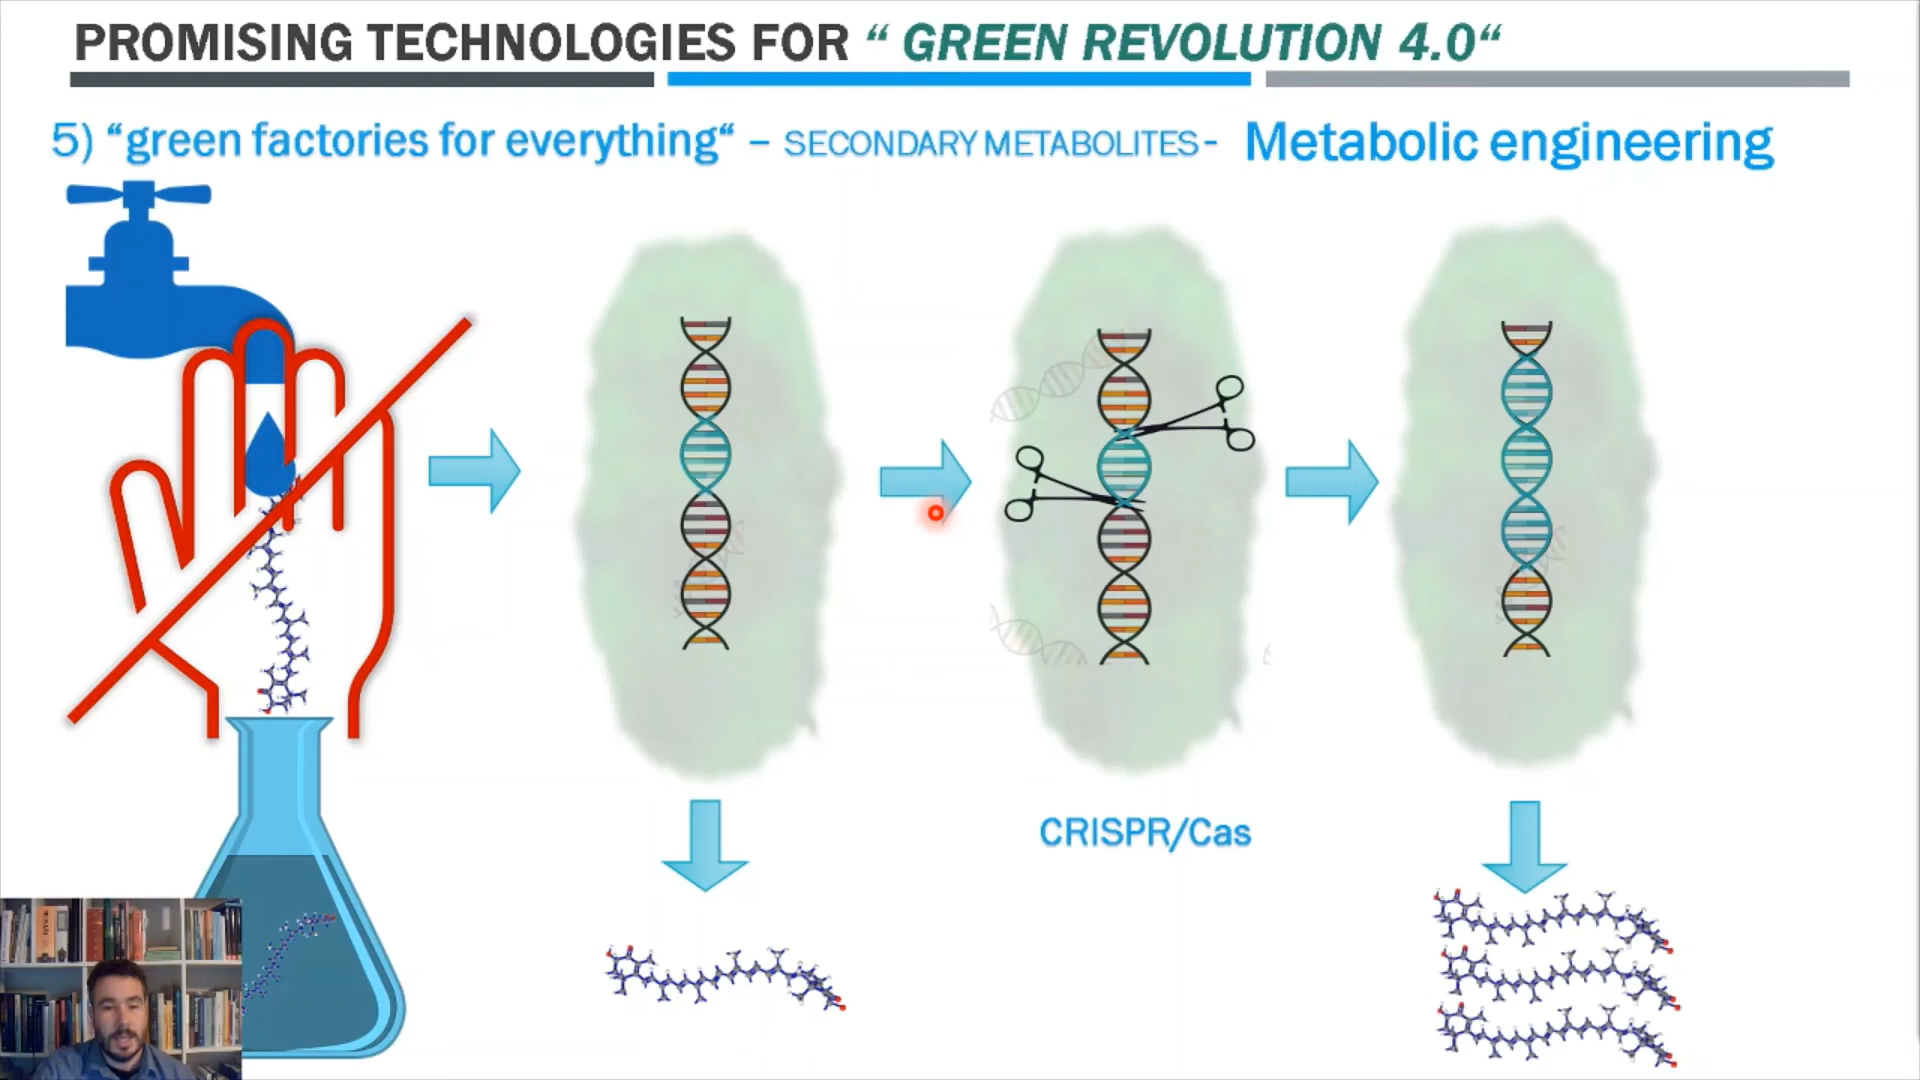 PROMISING TECHNOLOGIES FOR “ GREEN REVOLUTION 4.0“
5) “green factories for everything“ – SECONDARY METABOLITES - Metabolic engineering
CRISPR/Cas